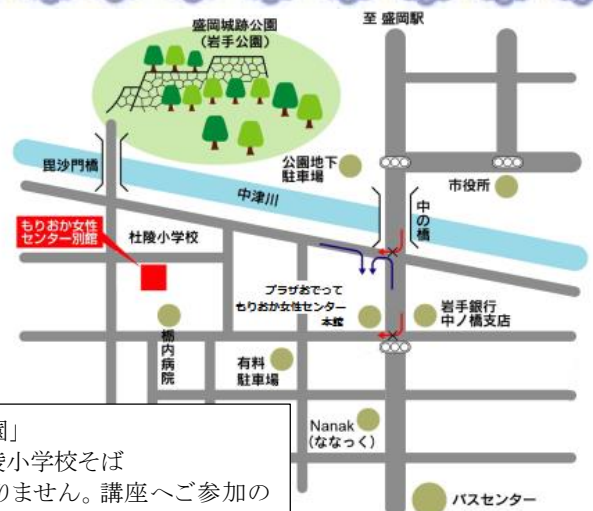 至 盛岡駅
盛岡城跡公園
(岩手公園)
毘沙門橋
公園地下
駐車場
市役所
中津川
中の橋
もりおか女性
センター別館
杜陵小学校
プラザおでって
もりおか女性センター
本館
岩手銀行
中ノ橋支店
栃内病院
有料
駐車場
Nanak
(ななっく)
バスセンター
園」
小学校そば
りません。講座へご参加の